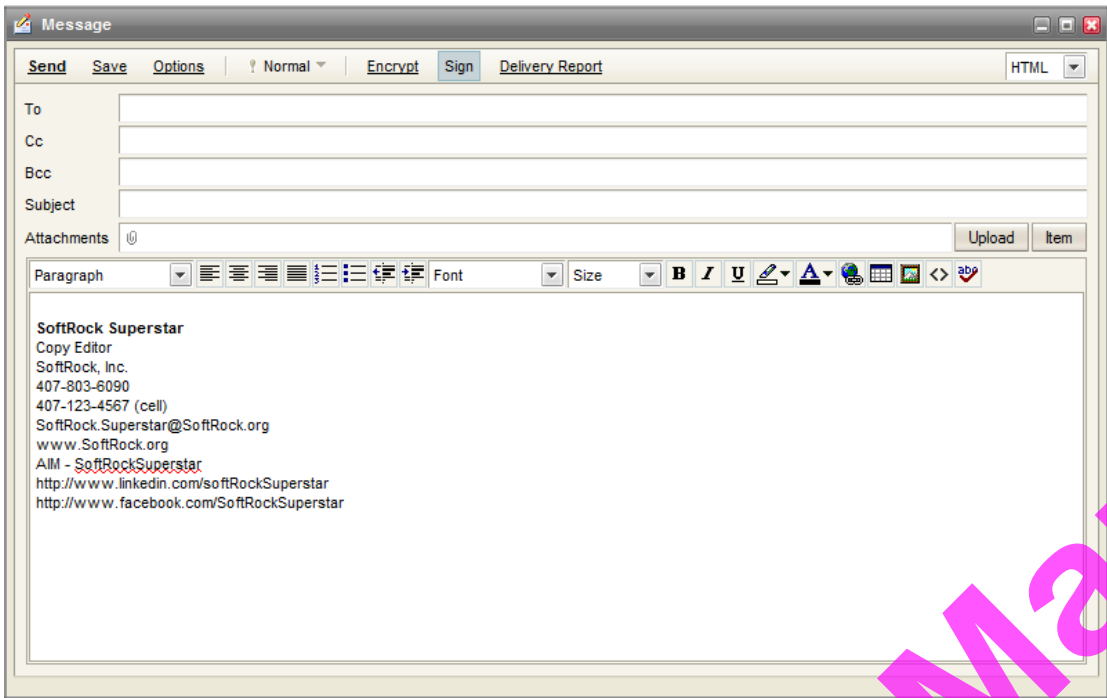 Message
Send Save Options Normal Encrypt Sign Delivery Report HTML
To
Cc
Bcc
Subject
Attachments Upload Item
Paragraph Font Size B I U A abc
SoftRock Superstar
Copy Editor
SoftRock, Inc.
407-803-6090
407-123-4567 (cell)
SoftRock.Superstar@SoftRock.org
www.SoftRock.org
AIM - SoftRockSuperstar
http://www.linkedin.com/softRockSuperstar
http://www.facebook.com/SoftRockSuperstar
Ma